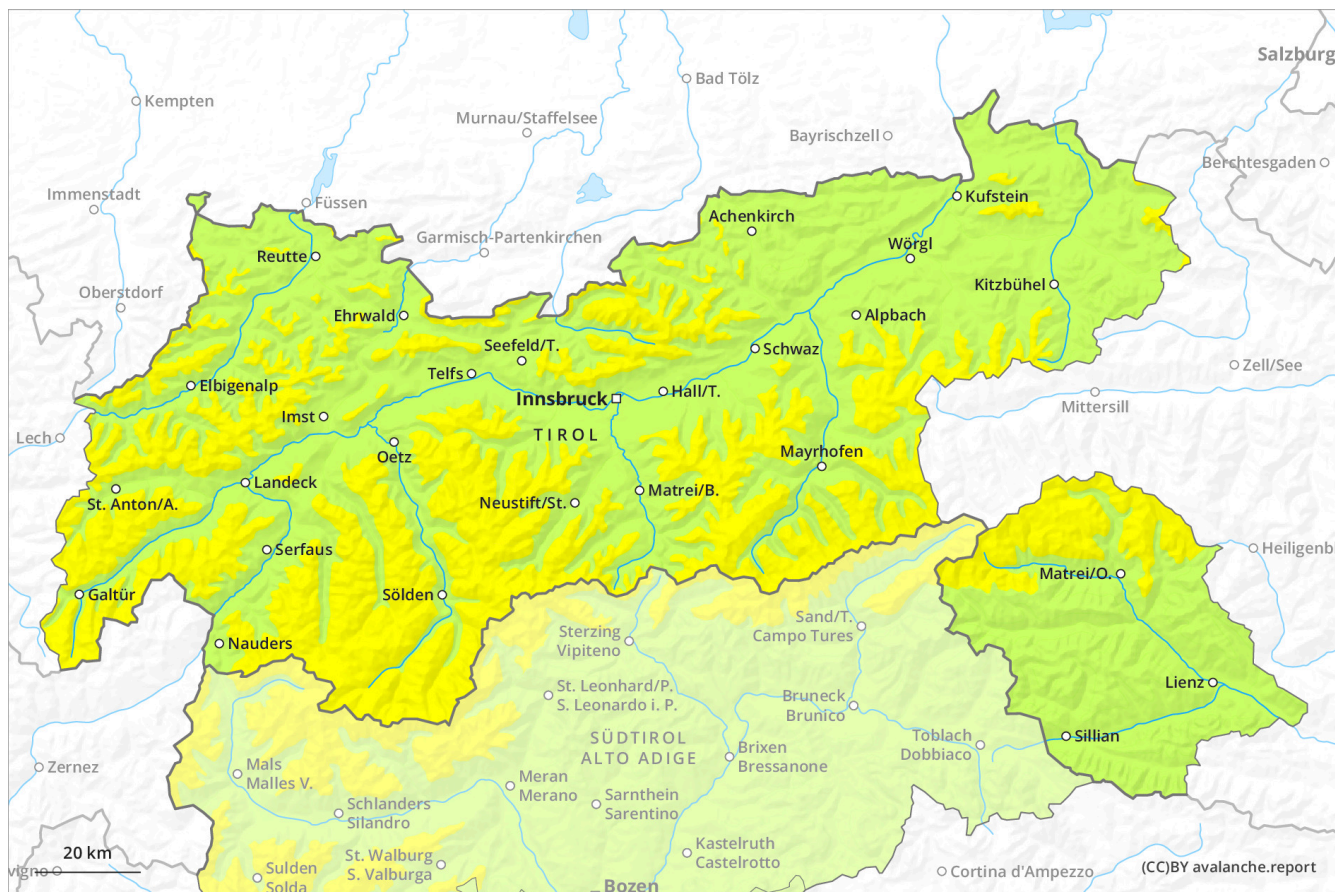 Salzburg
Kempten
Bad Tölz
Murnau/Staffelsee
Bayrischzell
Berchtesgaden
Immenstadt
Füssen
Kufstein
Achenkirch
Garmisch-Partenkirchen
Reutte
Wörgl
Oberstdorf
Kitzbühel
Ehrwald
Alpbach
Seefeld/T.
Schwaz
Zell/See
Telfs
Elbigenalp
Hall/T.
Innsbruck
Mittersill
Imst
Lech
TIROL
Oetz
Mayrhofen
Landeck
Matrei/B.
St. Anton/A.
Neustift/St.
Serfaus
Heiligenb
Matrei/O.
Galtür
Sölden
Sand/T.
Campo Tures
Sterzing
Vipiteno
Nauders
St. Leonhard/P.
S. Leonardo i. P.
Bruneck
Brunico
Lienz
SÜDTIROL
ALTO ADIGE
Toblach
Dobbiaco
Sillian
Brixen
Bressanone
Zernez
Mals
Malles V.
Meran
Merano
Sarnthein
Sarentino
Schlanders
Silandro
20 km
Kastelruth
Castelrotto
St. Walburg
S. Valburga
vigno
Sulden
Solda
Cortina d'Ampezzo
(CC)BY avalanche.report
Bozen